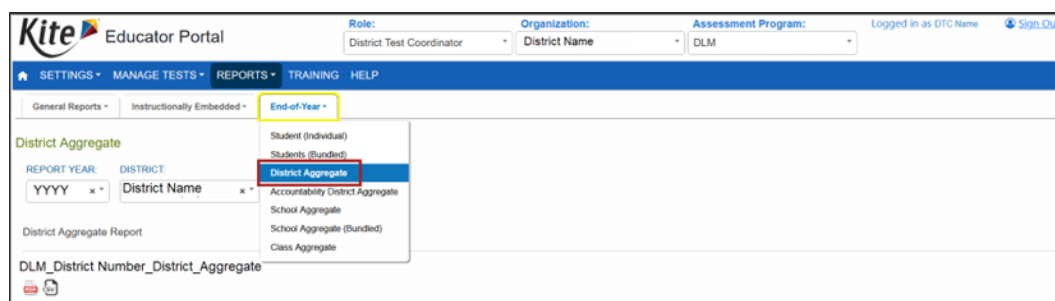 Kite Educator Portal
Role: Organization: Assessment Program: Logged in as DTC Name Sign Ou
District Test Coordinator District Name DLM
SETTINGS MANAGE TESTS REPORTS TRAINING HELP
General Reports Instructionally Embedded End-of-Year
Student (Individual)
Students (Bundled)
District Aggregate
Accountability District Aggregate
School Aggregate
School Aggregate (Bundled)
Class Aggregate
District Aggregate
REPORT YEAR: DISTRICT:
YYYY × District Name ×
District Aggregate Report
DLM_District Number_District_Aggregate
PDF CSV